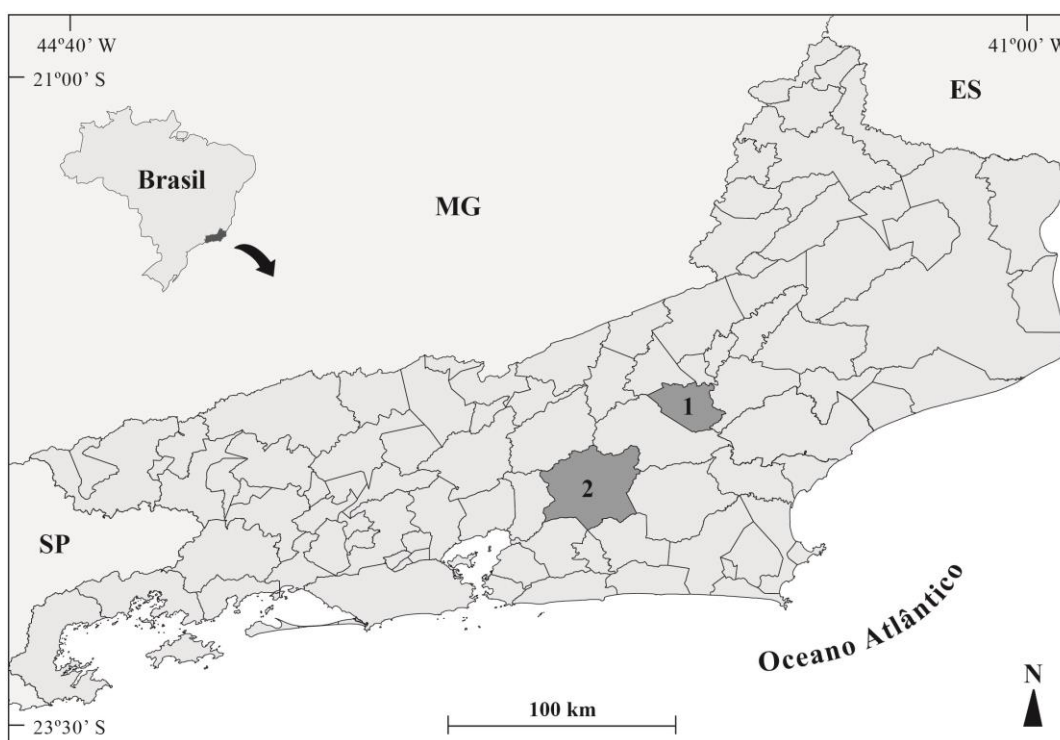 44º40’ W
41º00’ W
21º00’ S
ES
Brasil
MG
1
2
SP
Oceano Atlântico
N
100 km
23º30’ S